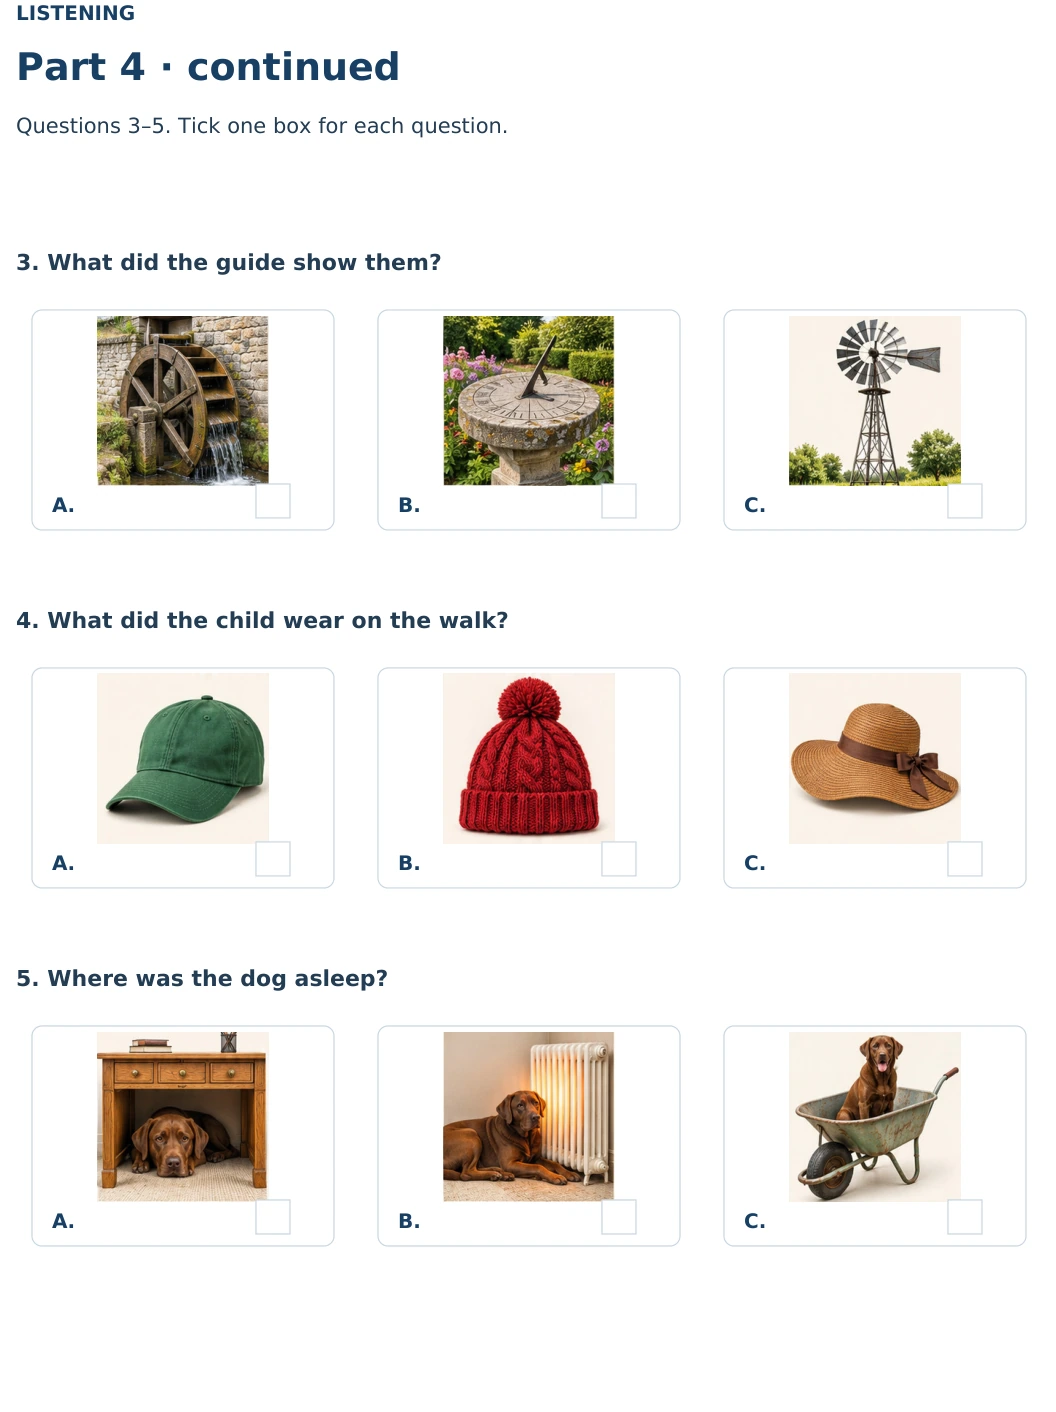 LISTENING
Part 4 · continued
Questions 3–5. Tick one box for each question.
3. What did the guide show them?
A.
B.
C.
4. What did the child wear on the walk?
A.
B.
C.
5. Where was the dog asleep?
A.
B.
C.